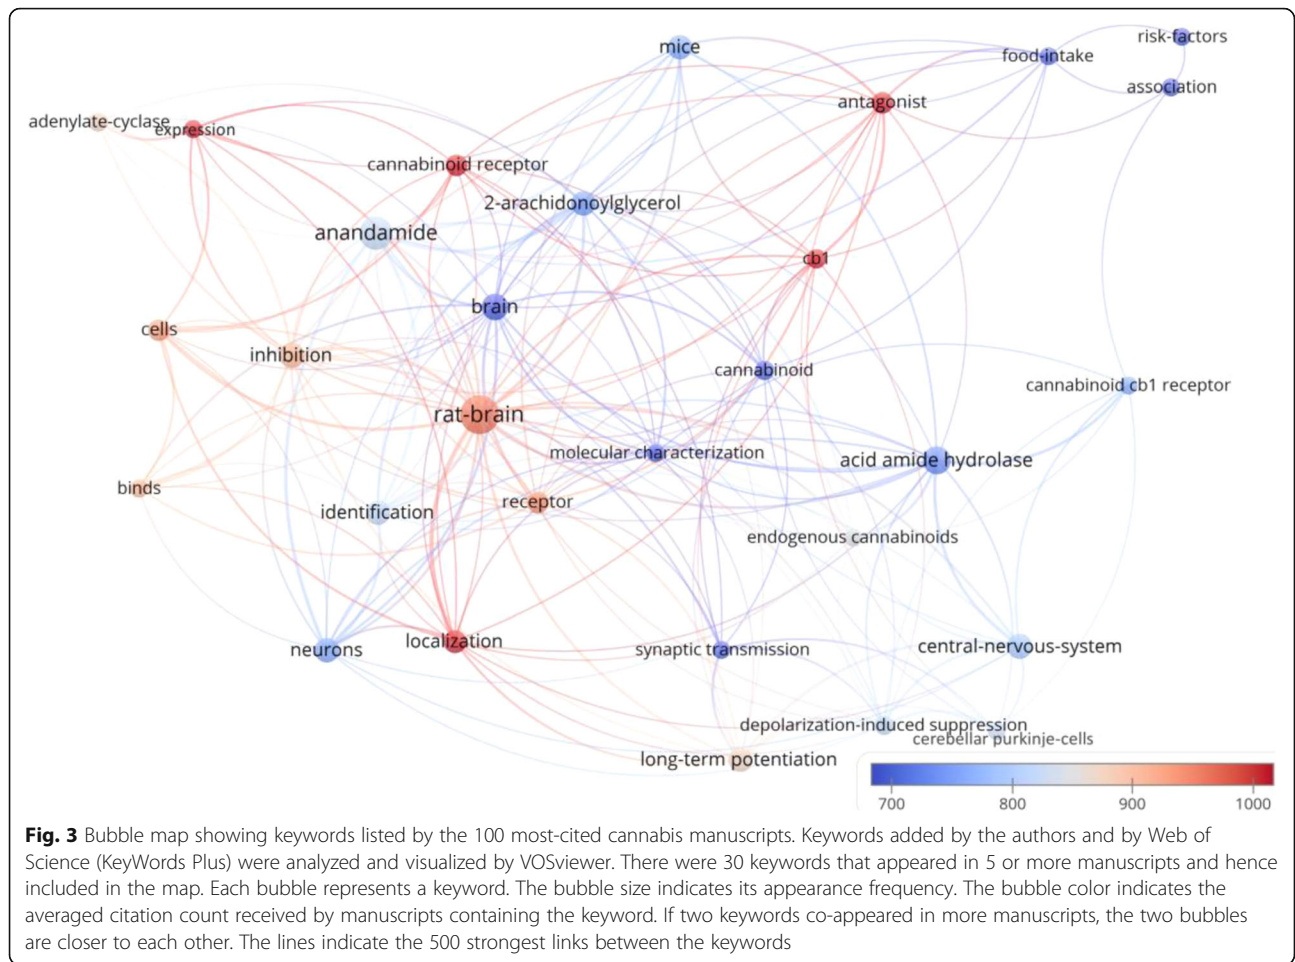 mice
risk-factors
food-intake
association
antagonist
adenylate-cyclase
expression
cannabinoid receptor
2-arachidonoylglycerol
anandamide
cb1
brain
cells
inhibition
cannabinoid
cannabinoid cb1 receptor
rat-brain
molecular characterization
acid amide hydrolase
binds
identification
receptor
endogenous cannabinoids
neurons
localization
synaptic transmission
central-nervous-system
depolarization-induced suppression
cerebellar purkinje-cells
long-term potentiation
700 800 900 1000
Fig. 3 Bubble map showing keywords listed by the 100 most-cited cannabis manuscripts. Keywords added by the authors and by Web of
Science (KeyWords Plus) were analyzed and visualized by VOSviewer. There were 30 keywords that appeared in 5 or more manuscripts and hence
included in the map. Each bubble represents a keyword. The bubble size indicates its appearance frequency. The bubble color indicates the
averaged citation count received by manuscripts containing the keyword. If two keywords co-appeared in more manuscripts, the two bubbles
are closer to each other. The lines indicate the 500 strongest links between the keywords